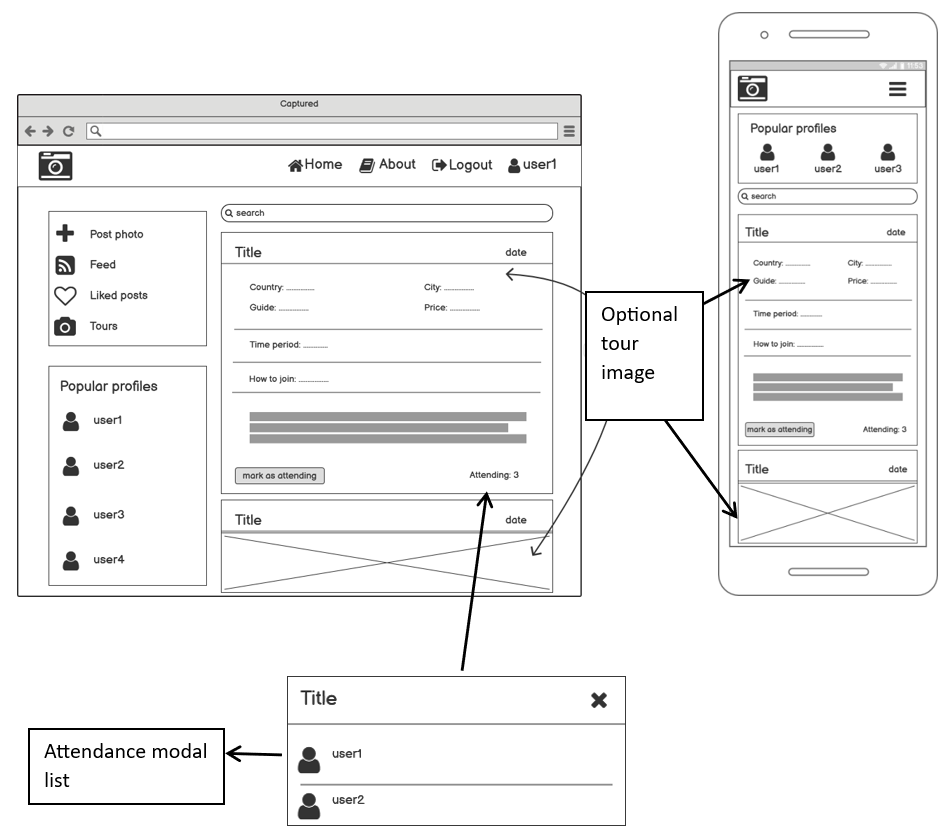 Captured
Home About Logout user1
Post photo
Feed
Liked posts
Tours
Popular profiles
user1
user2
user3
user4
search
Title date
Country: .............. City: ...............
Guide: ............... Price: ...............
Time period: .............
How to join: ...............
mark as attending Attending: 3
Title date
Optional
tour
image
11:53
Popular profiles
user1 user2 user3
search
Title date
Country: .............. City: ...............
Guide: ............... Price: ...............
Time period: .............
How to join: ...............
mark as attending Attending: 3
Title date
Attendance modal
list
Title
user1
user2